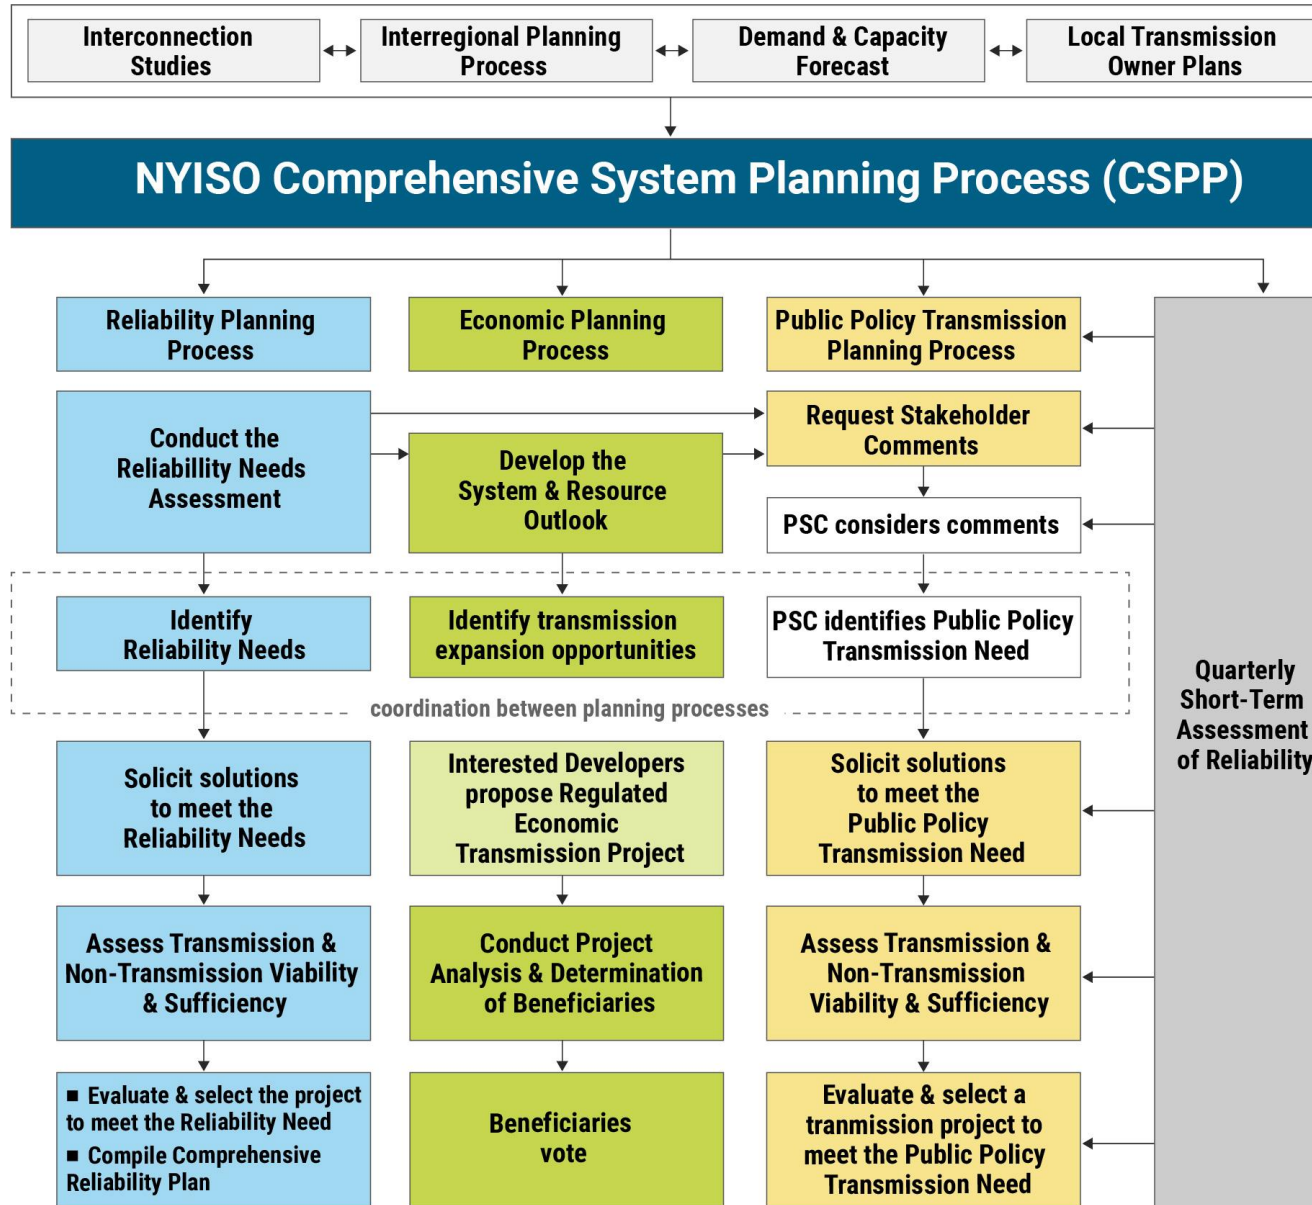 Interconnection
Studies
Interregional Planning
Process
Demand & Capacity
Forecast
Local Transmission
Owner Plans
NYISO Comprehensive System Planning Process (CSPP)
Reliability Planning
Process
Economic Planning
Process
Public Policy Transmission
Planning Process
Conduct the
Reliabillity Needs
Assessment
Develop the
System & Resource
Outlook
Request Stakeholder
Comments
PSC considers comments
Identify
Reliability Needs
Identify transmission
expansion opportunities
PSC identifies Public Policy
Transmission Need
coordination between planning processes
Quarterly
Short-Term
Assessment
of Reliability
Solicit solutions
to meet the
Reliability Needs
Interested Developers
propose Regulated
Economic
Transmission Project
Solicit solutions
to meet the
Public Policy
Transmission Need
Assess Transmission &
Non-Transmission Viability
& Sufficiency
Conduct Project
Analysis & Determination
of Beneficiaries
Assess Transmission &
Non-Transmission
Viability & Sufficiency
■ Evaluate & select the project
to meet the Reliability Need
■ Compile Comprehensive
Reliability Plan
Beneficiaries
vote
Evaluate & select a
tranmission project to
meet the Public Policy
Transmission Need